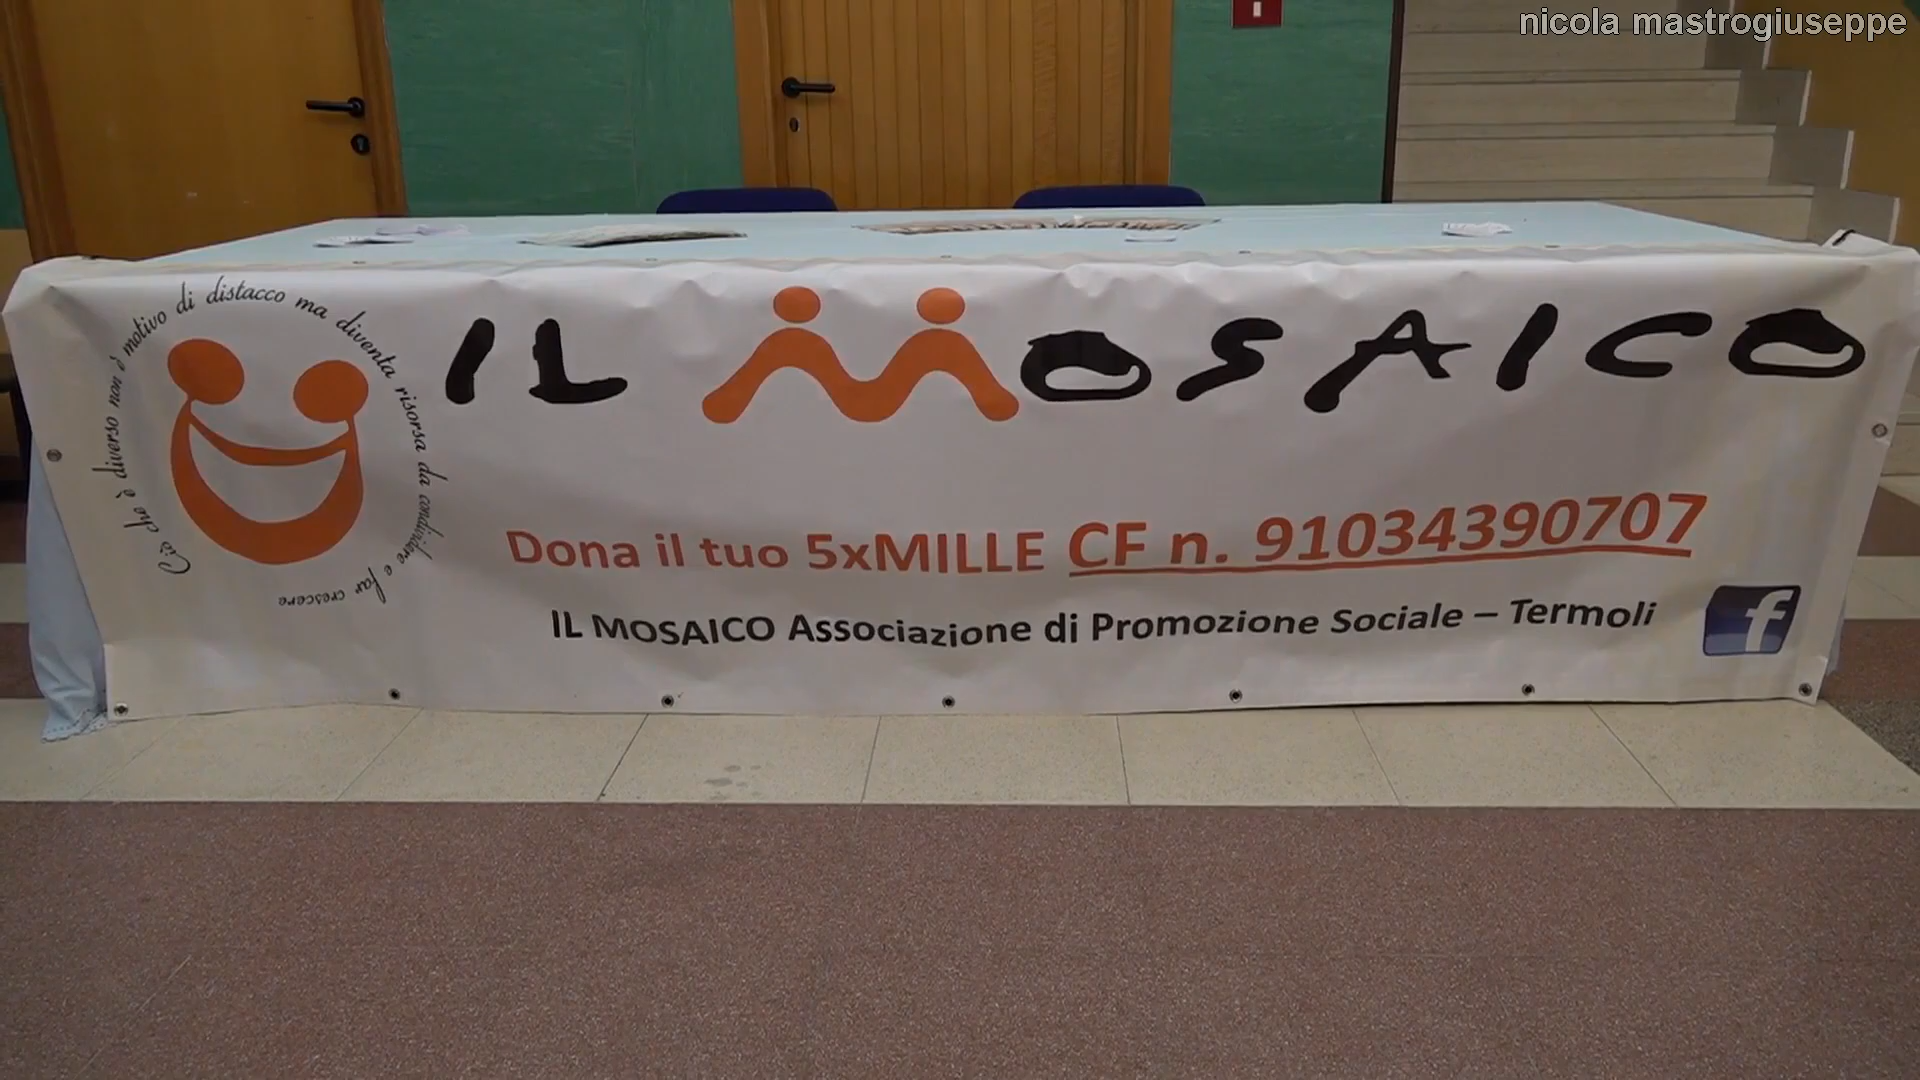 nicola mastrogiuseppe
Ciò che è diverso non è motivo di distacco ma diventa risorsa da condividere e far crescere
IL MOSAICO
Dona il tuo 5xMILLE CF n. 91034390707
IL MOSAICO Associazione di Promozione Sociale – Termoli
f